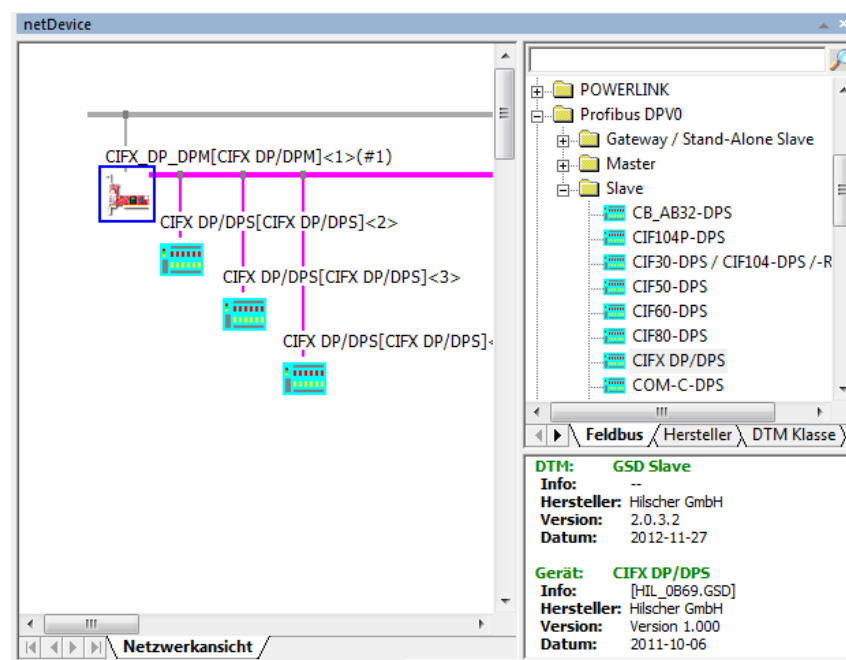 netDevice
CIFX_DP_DPM[CIFX DP/DPM]<1>(#1)
CIFX DP/DPS[CIFX DP/DPS]<2>
CIFX DP/DPS[CIFX DP/DPS]<3>
CIFX DP/DPS[CIFX DP/DPS]<
Netzwerkansicht
POWERLINK
Profibus DPV0
Gateway / Stand-Alone Slave
Master
Slave
CB_AB32-DPS
CIF104P-DPS
CIF30-DPS / CIF104-DPS /-R
CIF50-DPS
CIF60-DPS
CIF80-DPS
CIFX DP/DPS
COM-C-DPS
Feldbus Hersteller DTM Klasse
DTM: GSD Slave
Info: --
Hersteller: Hilscher GmbH
Version: 2.0.3.2
Datum: 2012-11-27
Gerät: CIFX DP/DPS
Info: [HIL_0B69.GSD]
Hersteller: Hilscher GmbH
Version: Version 1.000
Datum: 2011-10-06